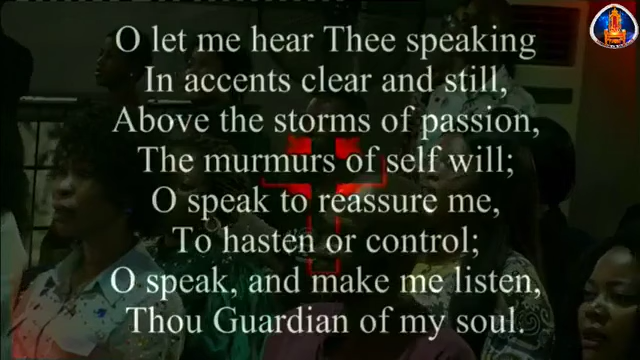 O let me hear Thee speaking
In accents clear and still,
Above the storms of passion,
The murmurs of self will;
O speak to reassure me,
To hasten or control;
O speak, and make me listen,
Thou Guardian of my soul.